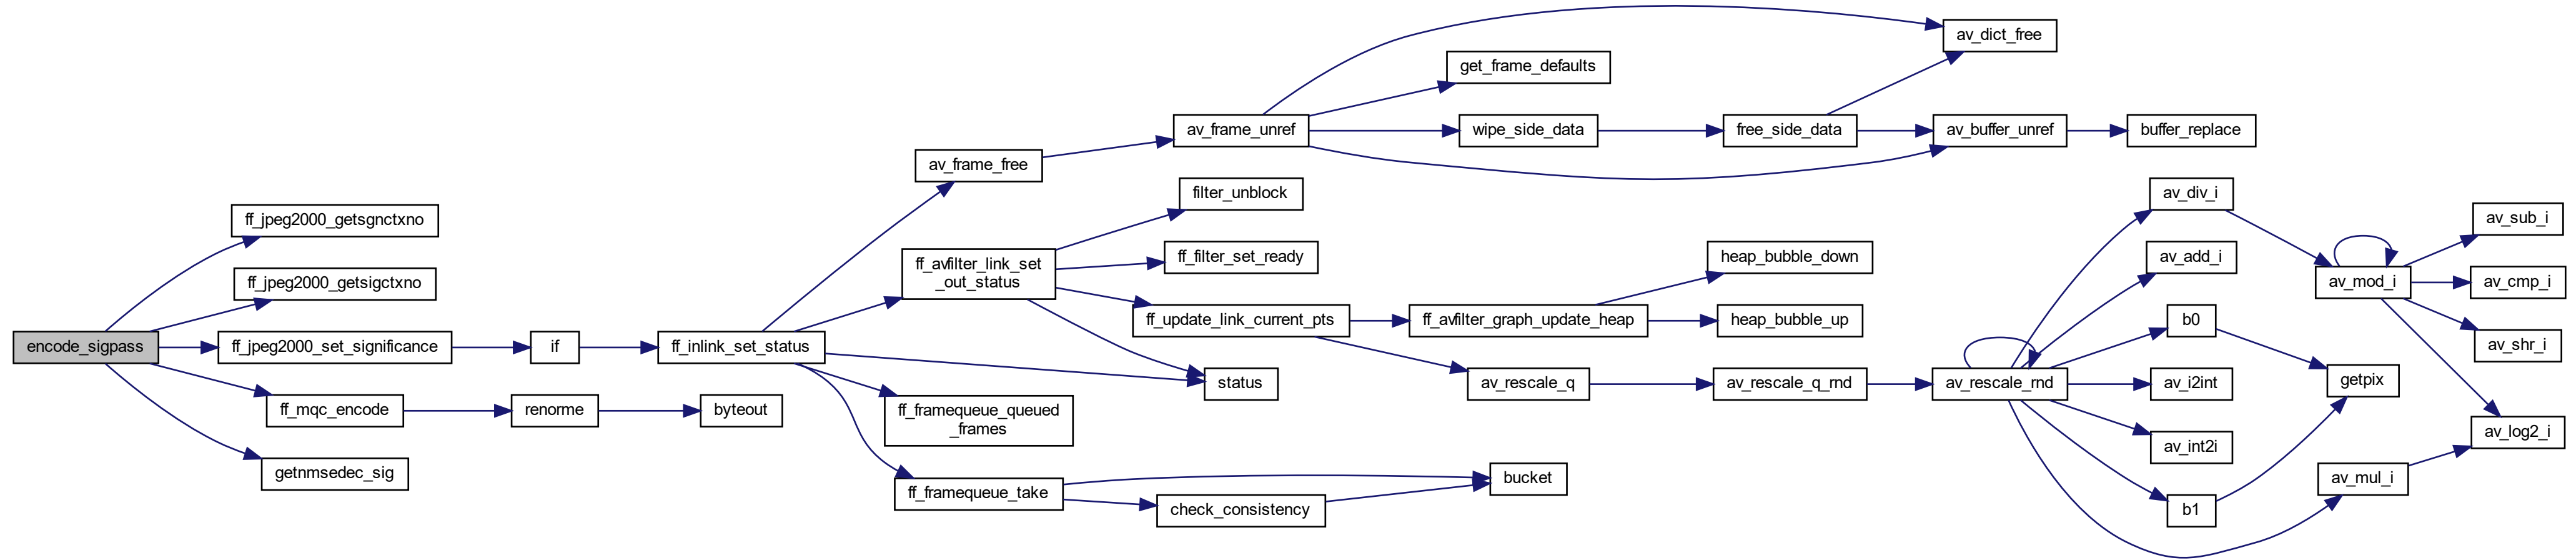 encode_sigpass
ff_jpeg2000_getsgnctxno
ff_jpeg2000_getsigctxno
ff_jpeg2000_set_significance
ff_mqc_encode
getnmsedec_sig
if
renorme
byteout
ff_inlink_set_status
av_frame_free
ff_avfilter_link_set
_out_status
ff_framequeue_queued
_frames
ff_framequeue_take
av_frame_unref
filter_unblock
ff_filter_set_ready
ff_update_link_current_pts
status
check_consistency
get_frame_defaults
wipe_side_data
ff_avfilter_graph_update_heap
av_rescale_q
bucket
free_side_data
heap_bubble_down
heap_bubble_up
av_rescale_q_rnd
av_dict_free
av_buffer_unref
av_rescale_rnd
buffer_replace
av_div_i
av_add_i
b0
av_i2int
av_int2i
b1
av_mod_i
getpix
av_mul_i
av_sub_i
av_cmp_i
av_shr_i
av_log2_i